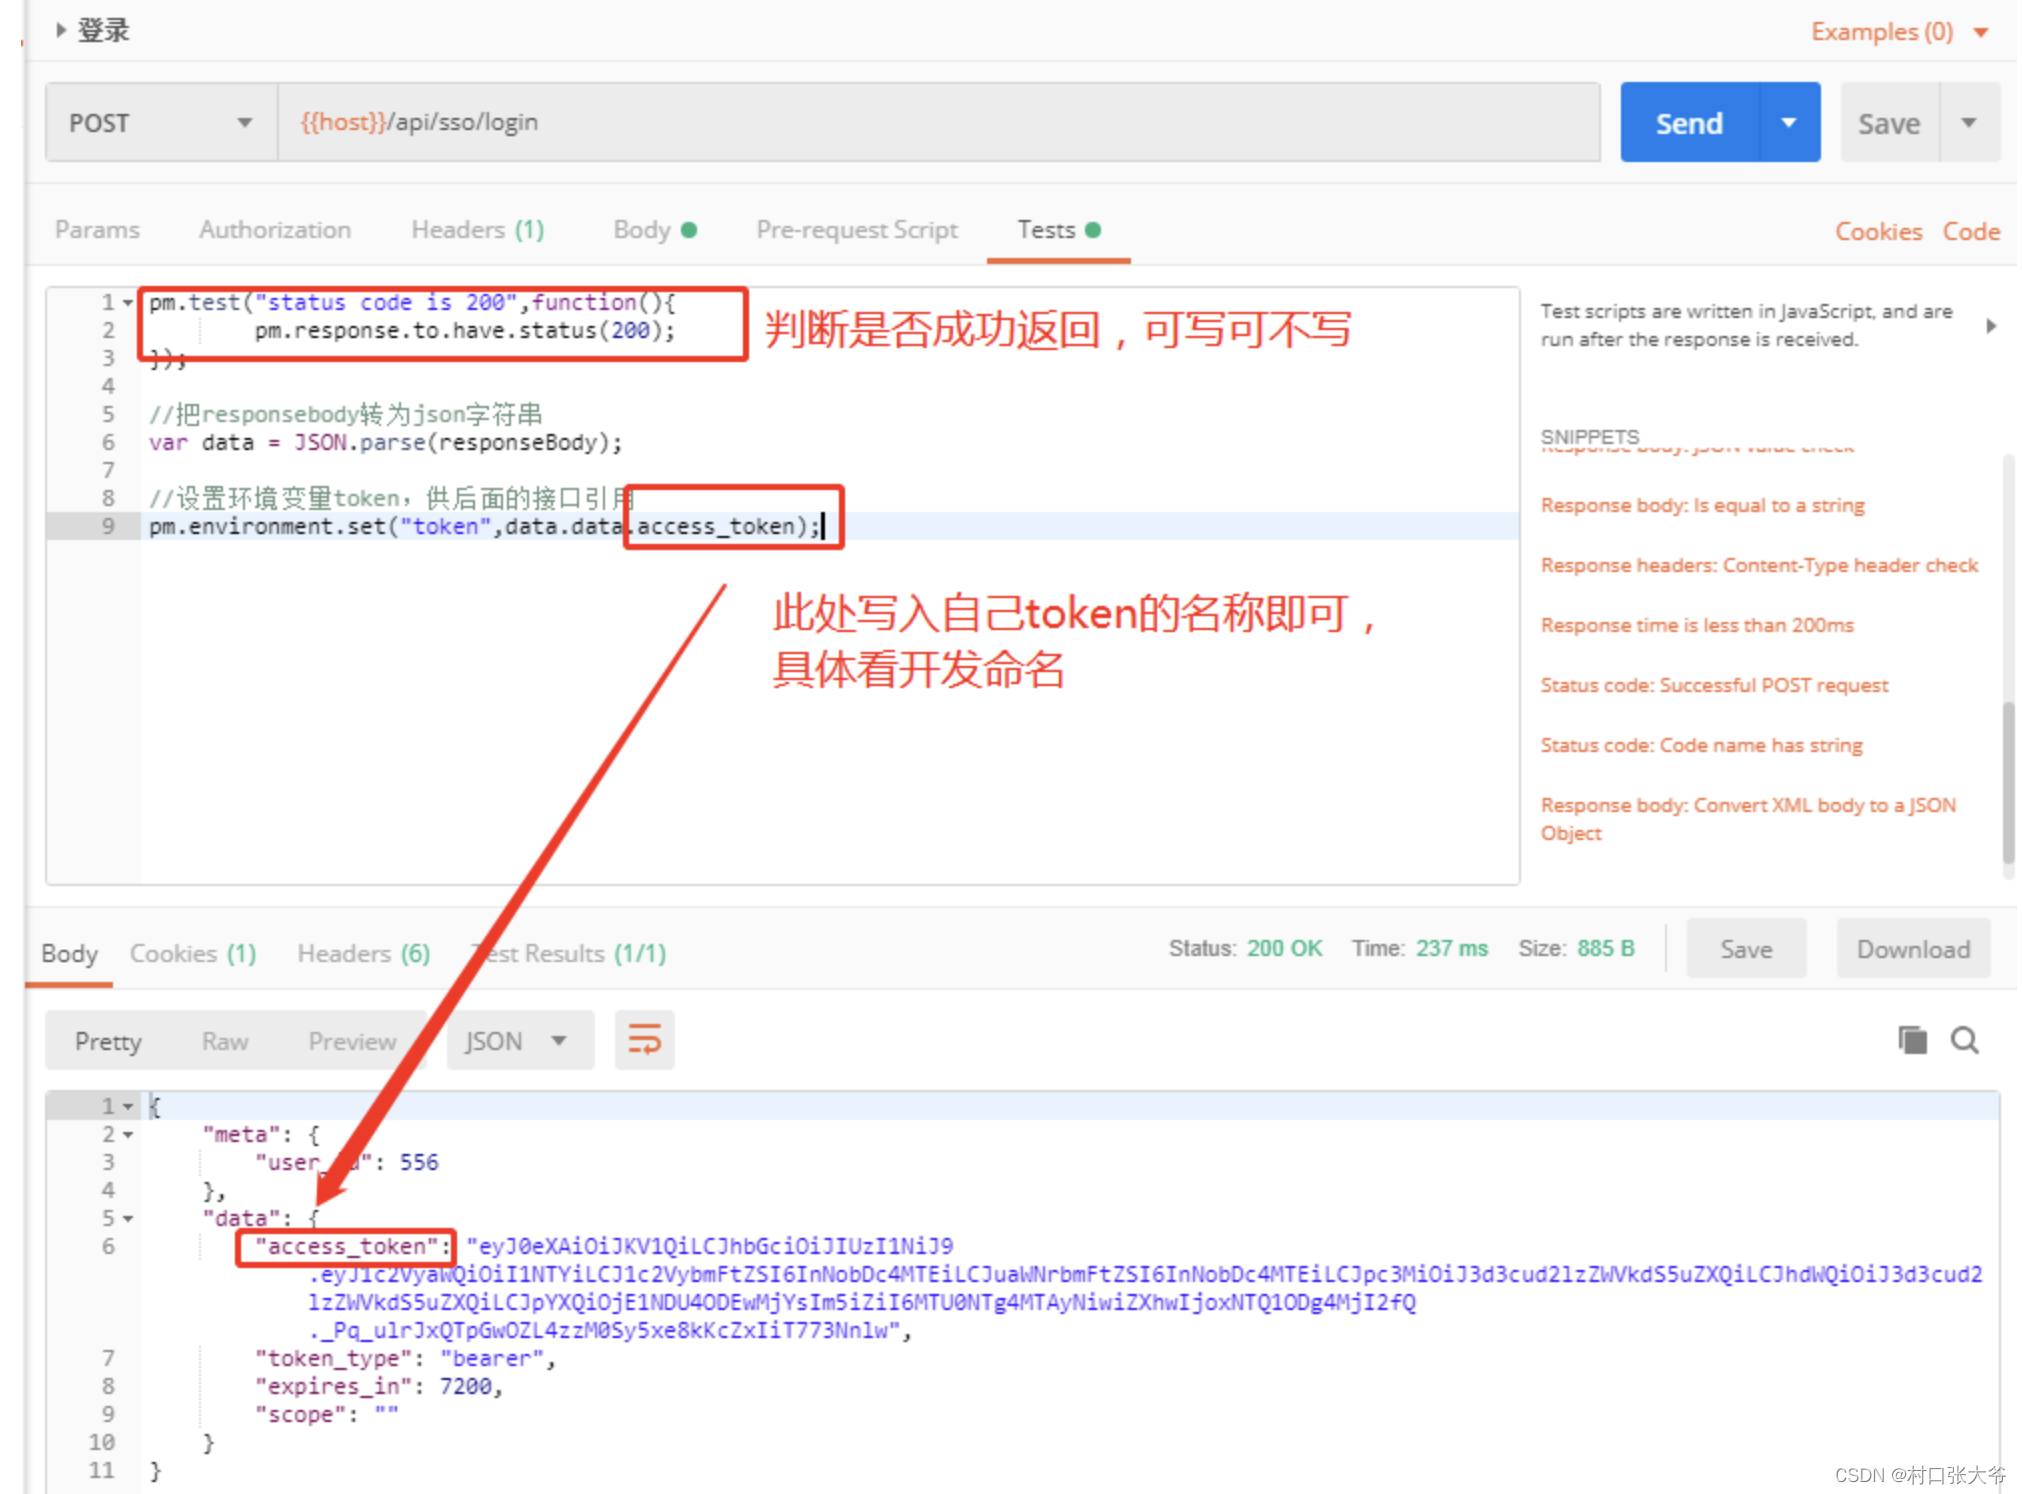 登录
Examples (0)
POST
{{host}}/api/sso/login
Send
Save
Params
Authorization
Headers (1)
Body
Pre-request Script
Tests
Cookies
Code
1 pm.test("status code is 200",function(){
2 pm.response.to.have.status(200);
3 });
4
5 //把responsebody转为json字符串
6 var data = JSON.parse(responseBody);
7
8 //设置环境变量token，供后面的接口引用
9 pm.environment.set("token",data.data.access_token);
判断是否成功返回，可写可不写
此处写入自己token的名称即可，
具体看开发命名
Test scripts are written in JavaScript, and are
run after the response is received.
SNIPPETS
Response body: JSON value check
Response body: Is equal to a string
Response headers: Content-Type header check
Response time is less than 200ms
Status code: Successful POST request
Status code: Code name has string
Response body: Convert XML body to a JSON
Object
Body
Cookies (1)
Headers (6)
Test Results (1/1)
Status: 200 OK
Time: 237 ms
Size: 885 B
Save
Download
Pretty
Raw
Preview
JSON
1 {
2 "meta": {
3 "user_id": 556
4 },
5 "data": {
6 "access_token": "eyJ0eXAiOiJKV1QiLCJhbGciOiJIUzI1NiJ9
.eyJ1c2VyaWQiOiI1NTYiLCJ1c2VybmFtZSI6InNobDc4MTEiLCJuaWNrbmFtZSI6InNobDc4MTEiLCJpc3MiOiJ3d3cud2lzZWVkdS5uZXQiLCJhdWQiOiJ3d3cud2
lzZWVkdS5uZXQiLCJpYXQiOjE1NDU4ODEwMjYsIm5iZiI6MTU0NTg4MTAyNiwiZXhwIjoxNTQ1ODg4MjI2fQ
._Pq_ulrJxQTpGwOZL4zzM0Sy5xe8kKcZxIiT773Nnlw",
7 "token_type": "bearer",
8 "expires_in": 7200,
9 "scope": ""
10 }
11 }
CSDN @村口张大爷